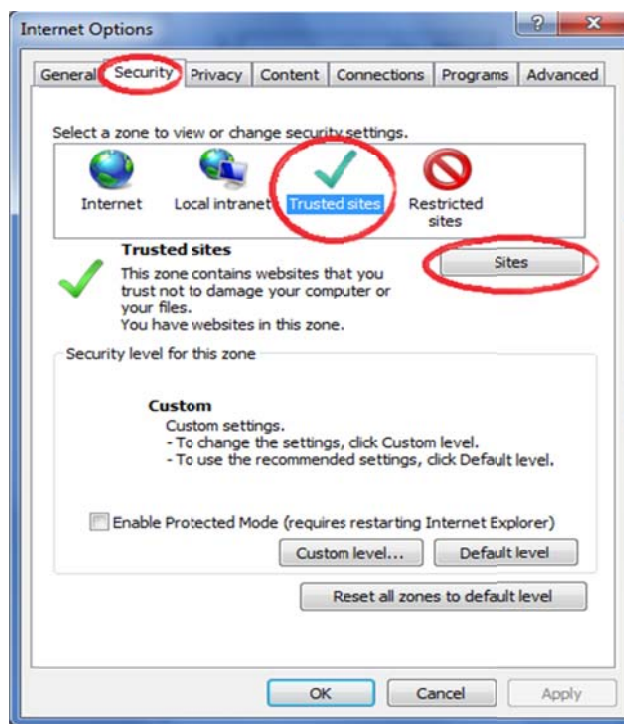 Internet Options
General Security Privacy Content Connections Programs Advanced
Select a zone to view or change security settings.
Internet Local intranet Trusted sites Restricted sites
Trusted sites
Sites
This zone contains websites that you
trust not to damage your computer or
your files.
You have websites in this zone.
Security level for this zone
Custom
Custom settings.
- To change the settings, click Custom level.
- To use the recommended settings, click Default level.
Enable Protected Mode (requires restarting Internet Explorer)
Custom level... Default level
Reset all zones to default level
OK Cancel Apply